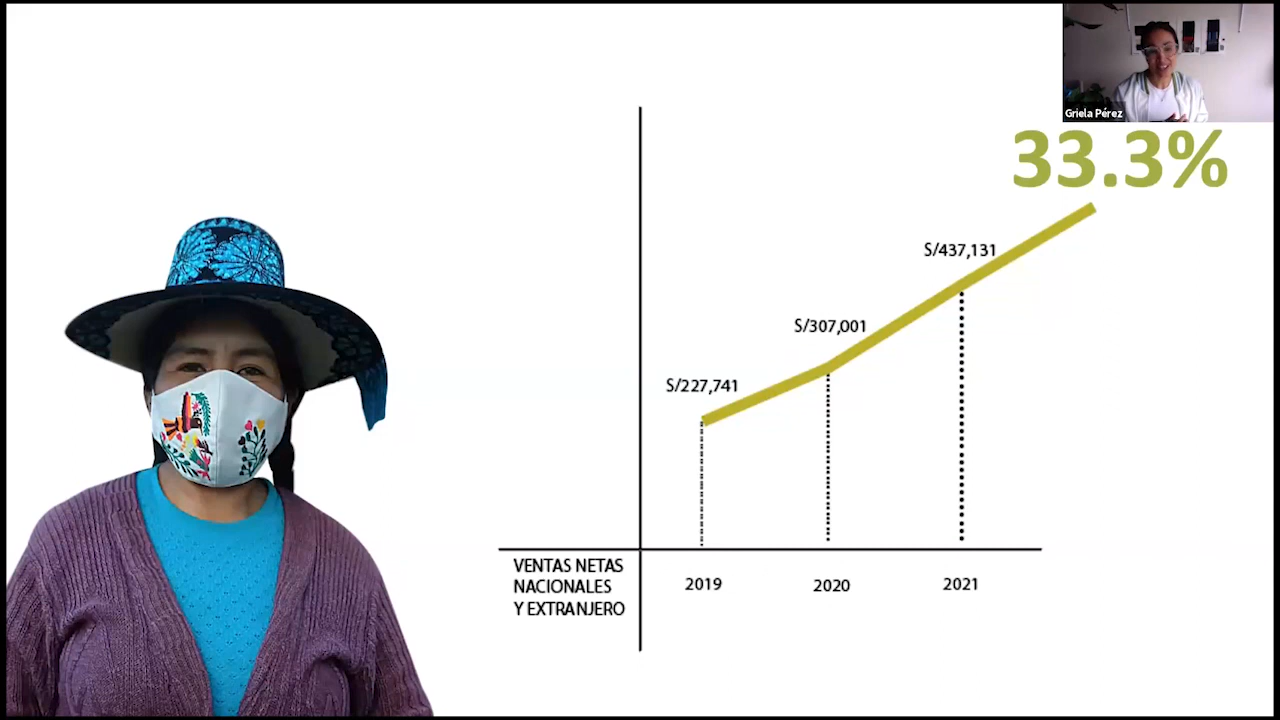 Griela Pérez
33.3%
S/437,131
S/307,001
S/227,741
VENTAS NETAS
NACIONALES
Y EXTRANJERO
2019
2020
2021